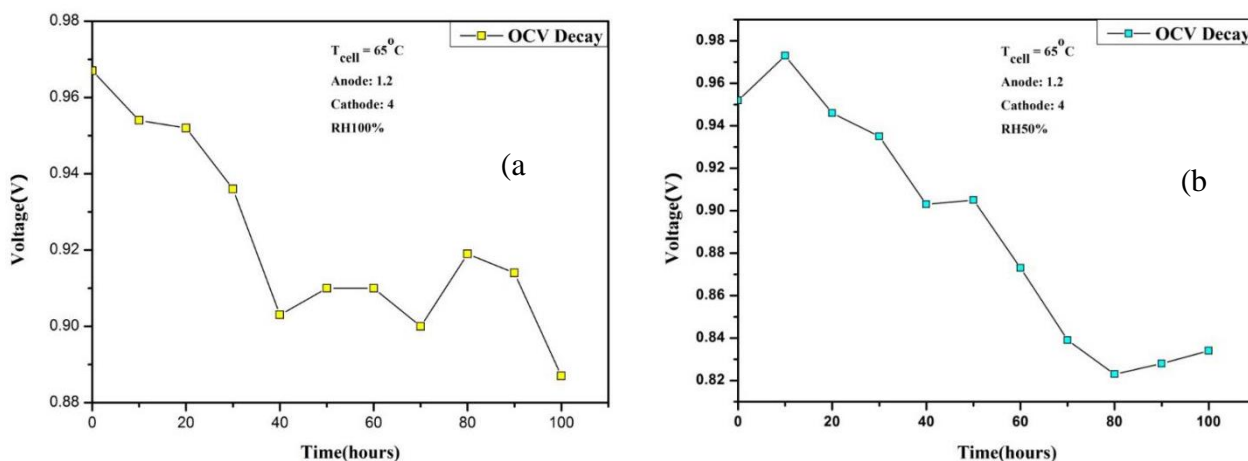 OCV Decay
T cell = 65°C
Anode: 1.2
Cathode: 4
RH100%
(a
0.98
0.96
0.94
0.92
0.90
0.88
Voltage(V)
0 20 40 60 80 100
Time(hours)
OCV Decay
T cell = 65°C
Anode: 1.2
Cathode: 4
RH50%
(b
0.98
0.96
0.94
0.92
0.90
0.88
0.86
0.84
0.82
Voltage(V)
0 20 40 60 80 100
Time(hours)